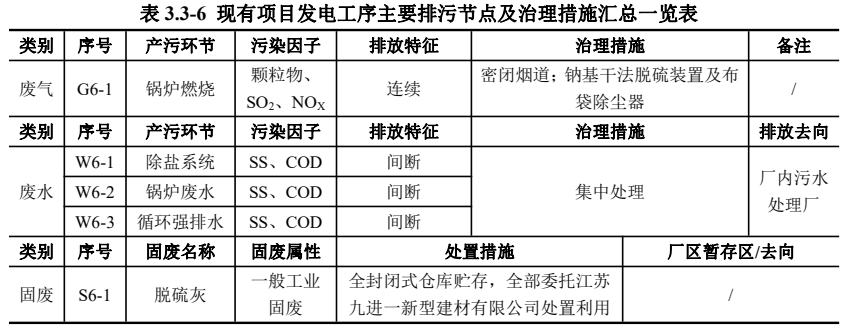 表 3.3-6 现有项目发电工序主要排污节点及治理措施汇总一览表
类别 序号 产污环节 污染因子 排放特征 治理措施 备注
废气 G6-1 锅炉燃烧 颗粒物、SO₂、NOX 连续 密闭烟道；钠基干法脱硫装置及布袋除尘器 /
类别 序号 产污环节 污染因子 排放特征 治理措施 排放去向
废水 W6-1 除盐系统 SS、COD 间断 集中处理 厂内污水处理厂
W6-2 锅炉废水 SS、COD 间断
W6-3 循环强排水 SS、COD 间断
类别 序号 固废名称 固废属性 处置措施 厂区暂存区/去向
固废 S6-1 脱硫灰 一般工业固废 全封闭式仓库贮存，全部委托江苏九进一新型建材有限公司处置利用 /